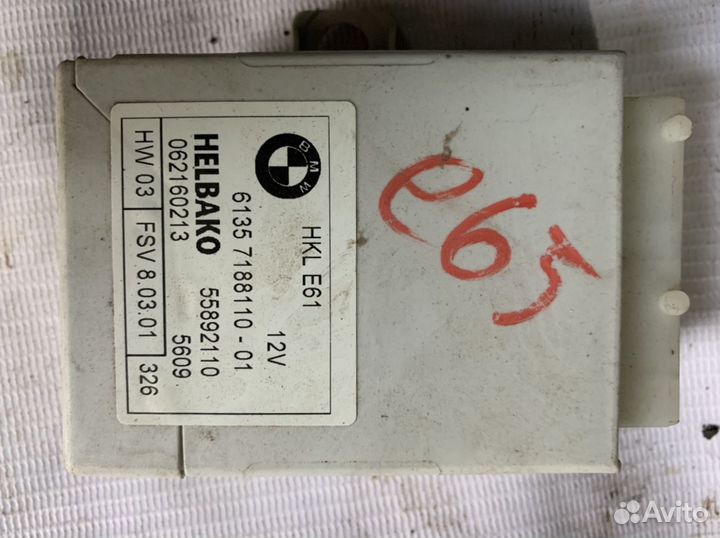 BMW
HKL E61
12V
6135 7188110 - 01
HELBAKO 55892110
062160213 5609
HW 03 FSV 8.03.01 326
e65
Avito